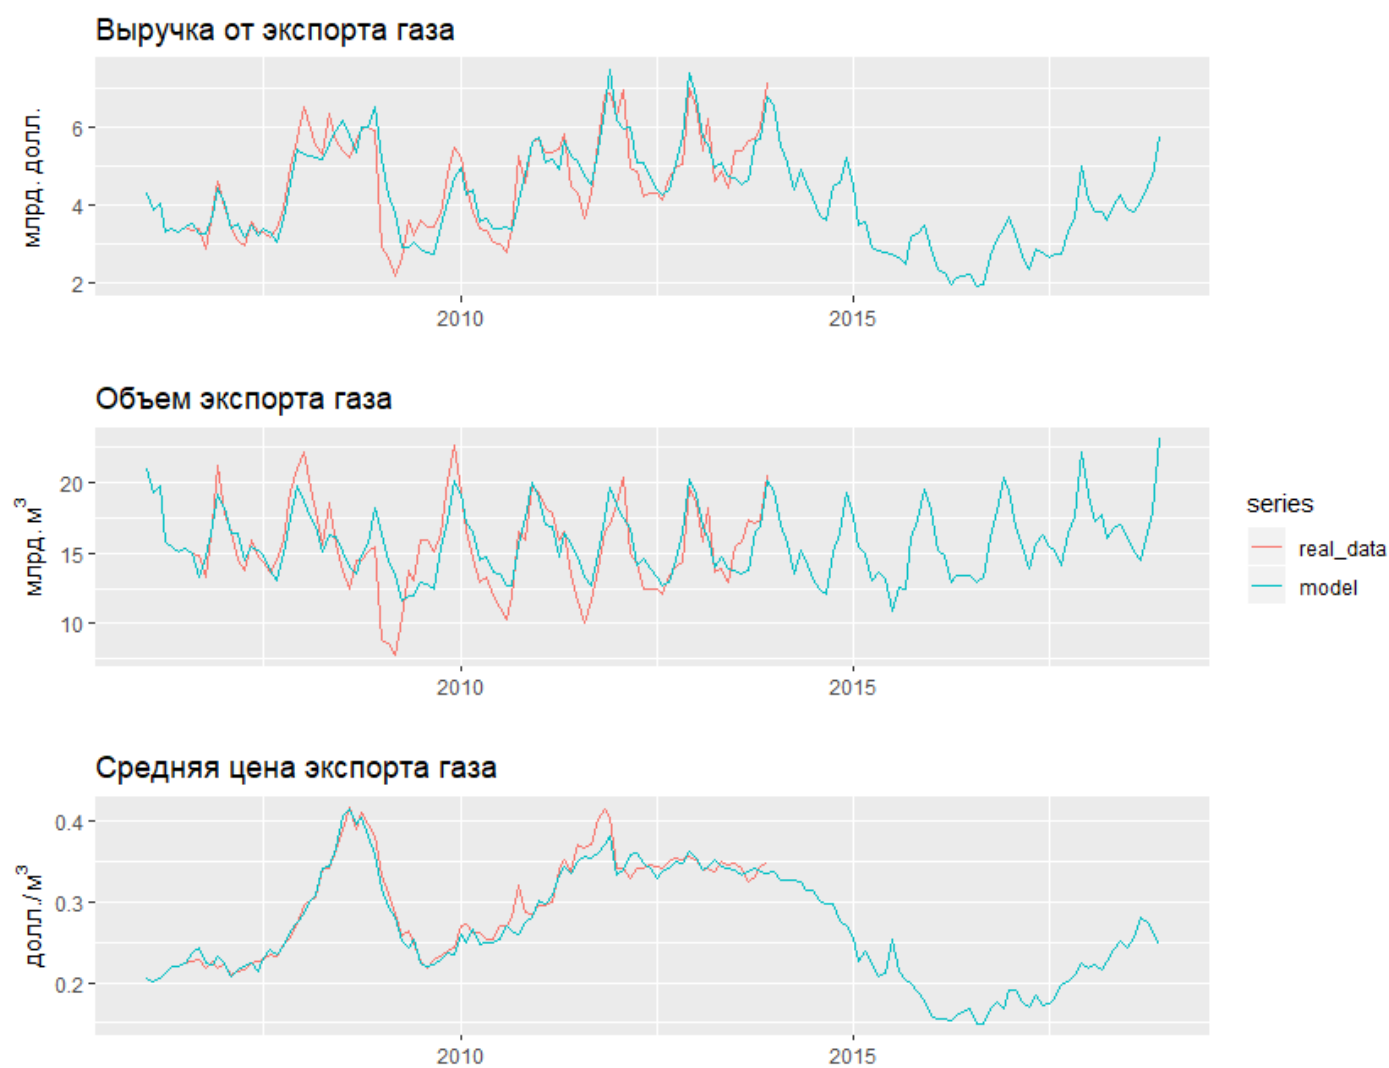 Выручка от экспорта газа
млрд. долл.
6
4
2
2010
2015
Объем экспорта газа
млрд. м³
20
15
10
2010
2015
series
real_data
model
Средняя цена экспорта газа
долл./м³
0.4
0.3
0.2
2010
2015